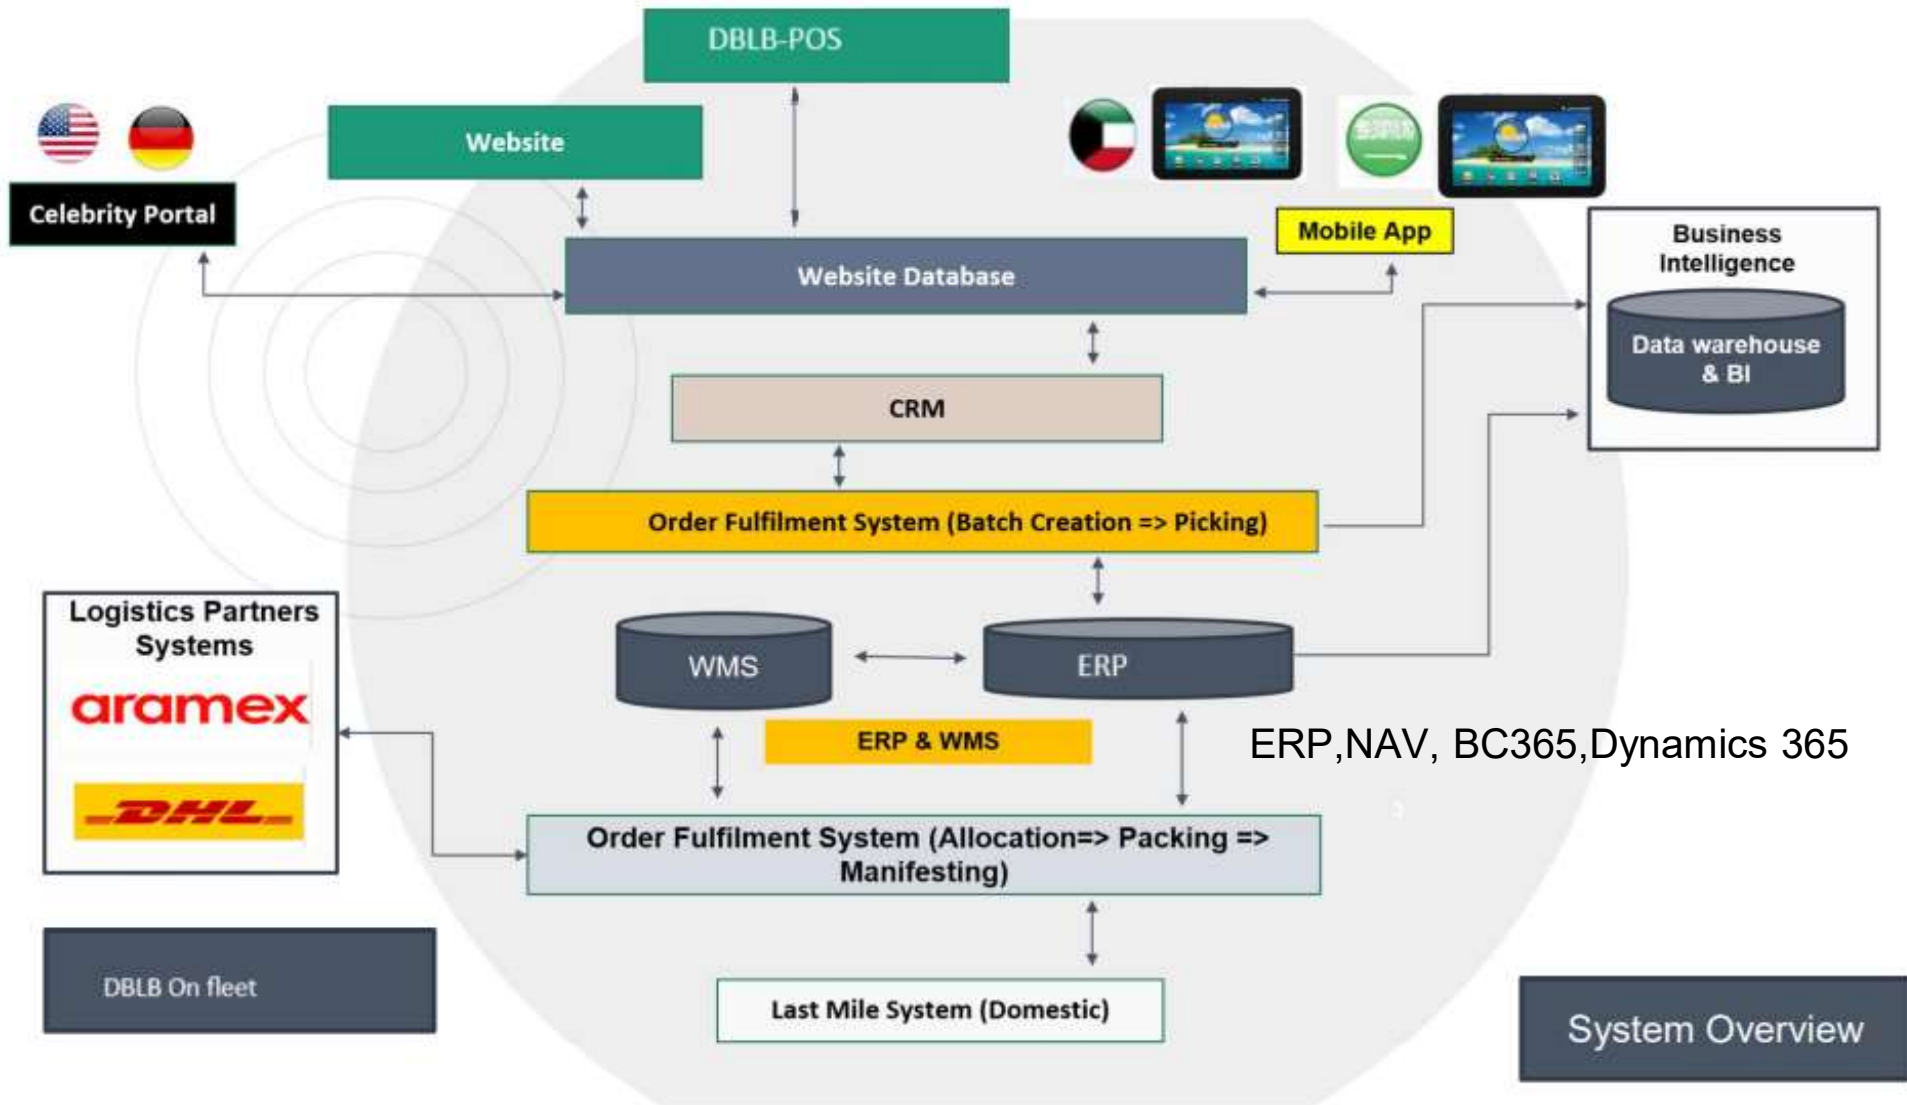 DBLB-POS
Website
Celebrity Portal
Mobile App
Website Database
Business
Intelligence
Data warehouse
& BI
CRM
Order Fulfilment System (Batch Creation => Picking)
Logistics Partners
Systems
aramex
DHL
WMS
ERP
ERP & WMS
ERP,NAV, BC365,Dynamics 365
Order Fulfilment System (Allocation=> Packing =>
Manifesting)
DBLB On fleet
Last Mile System (Domestic)
System Overview